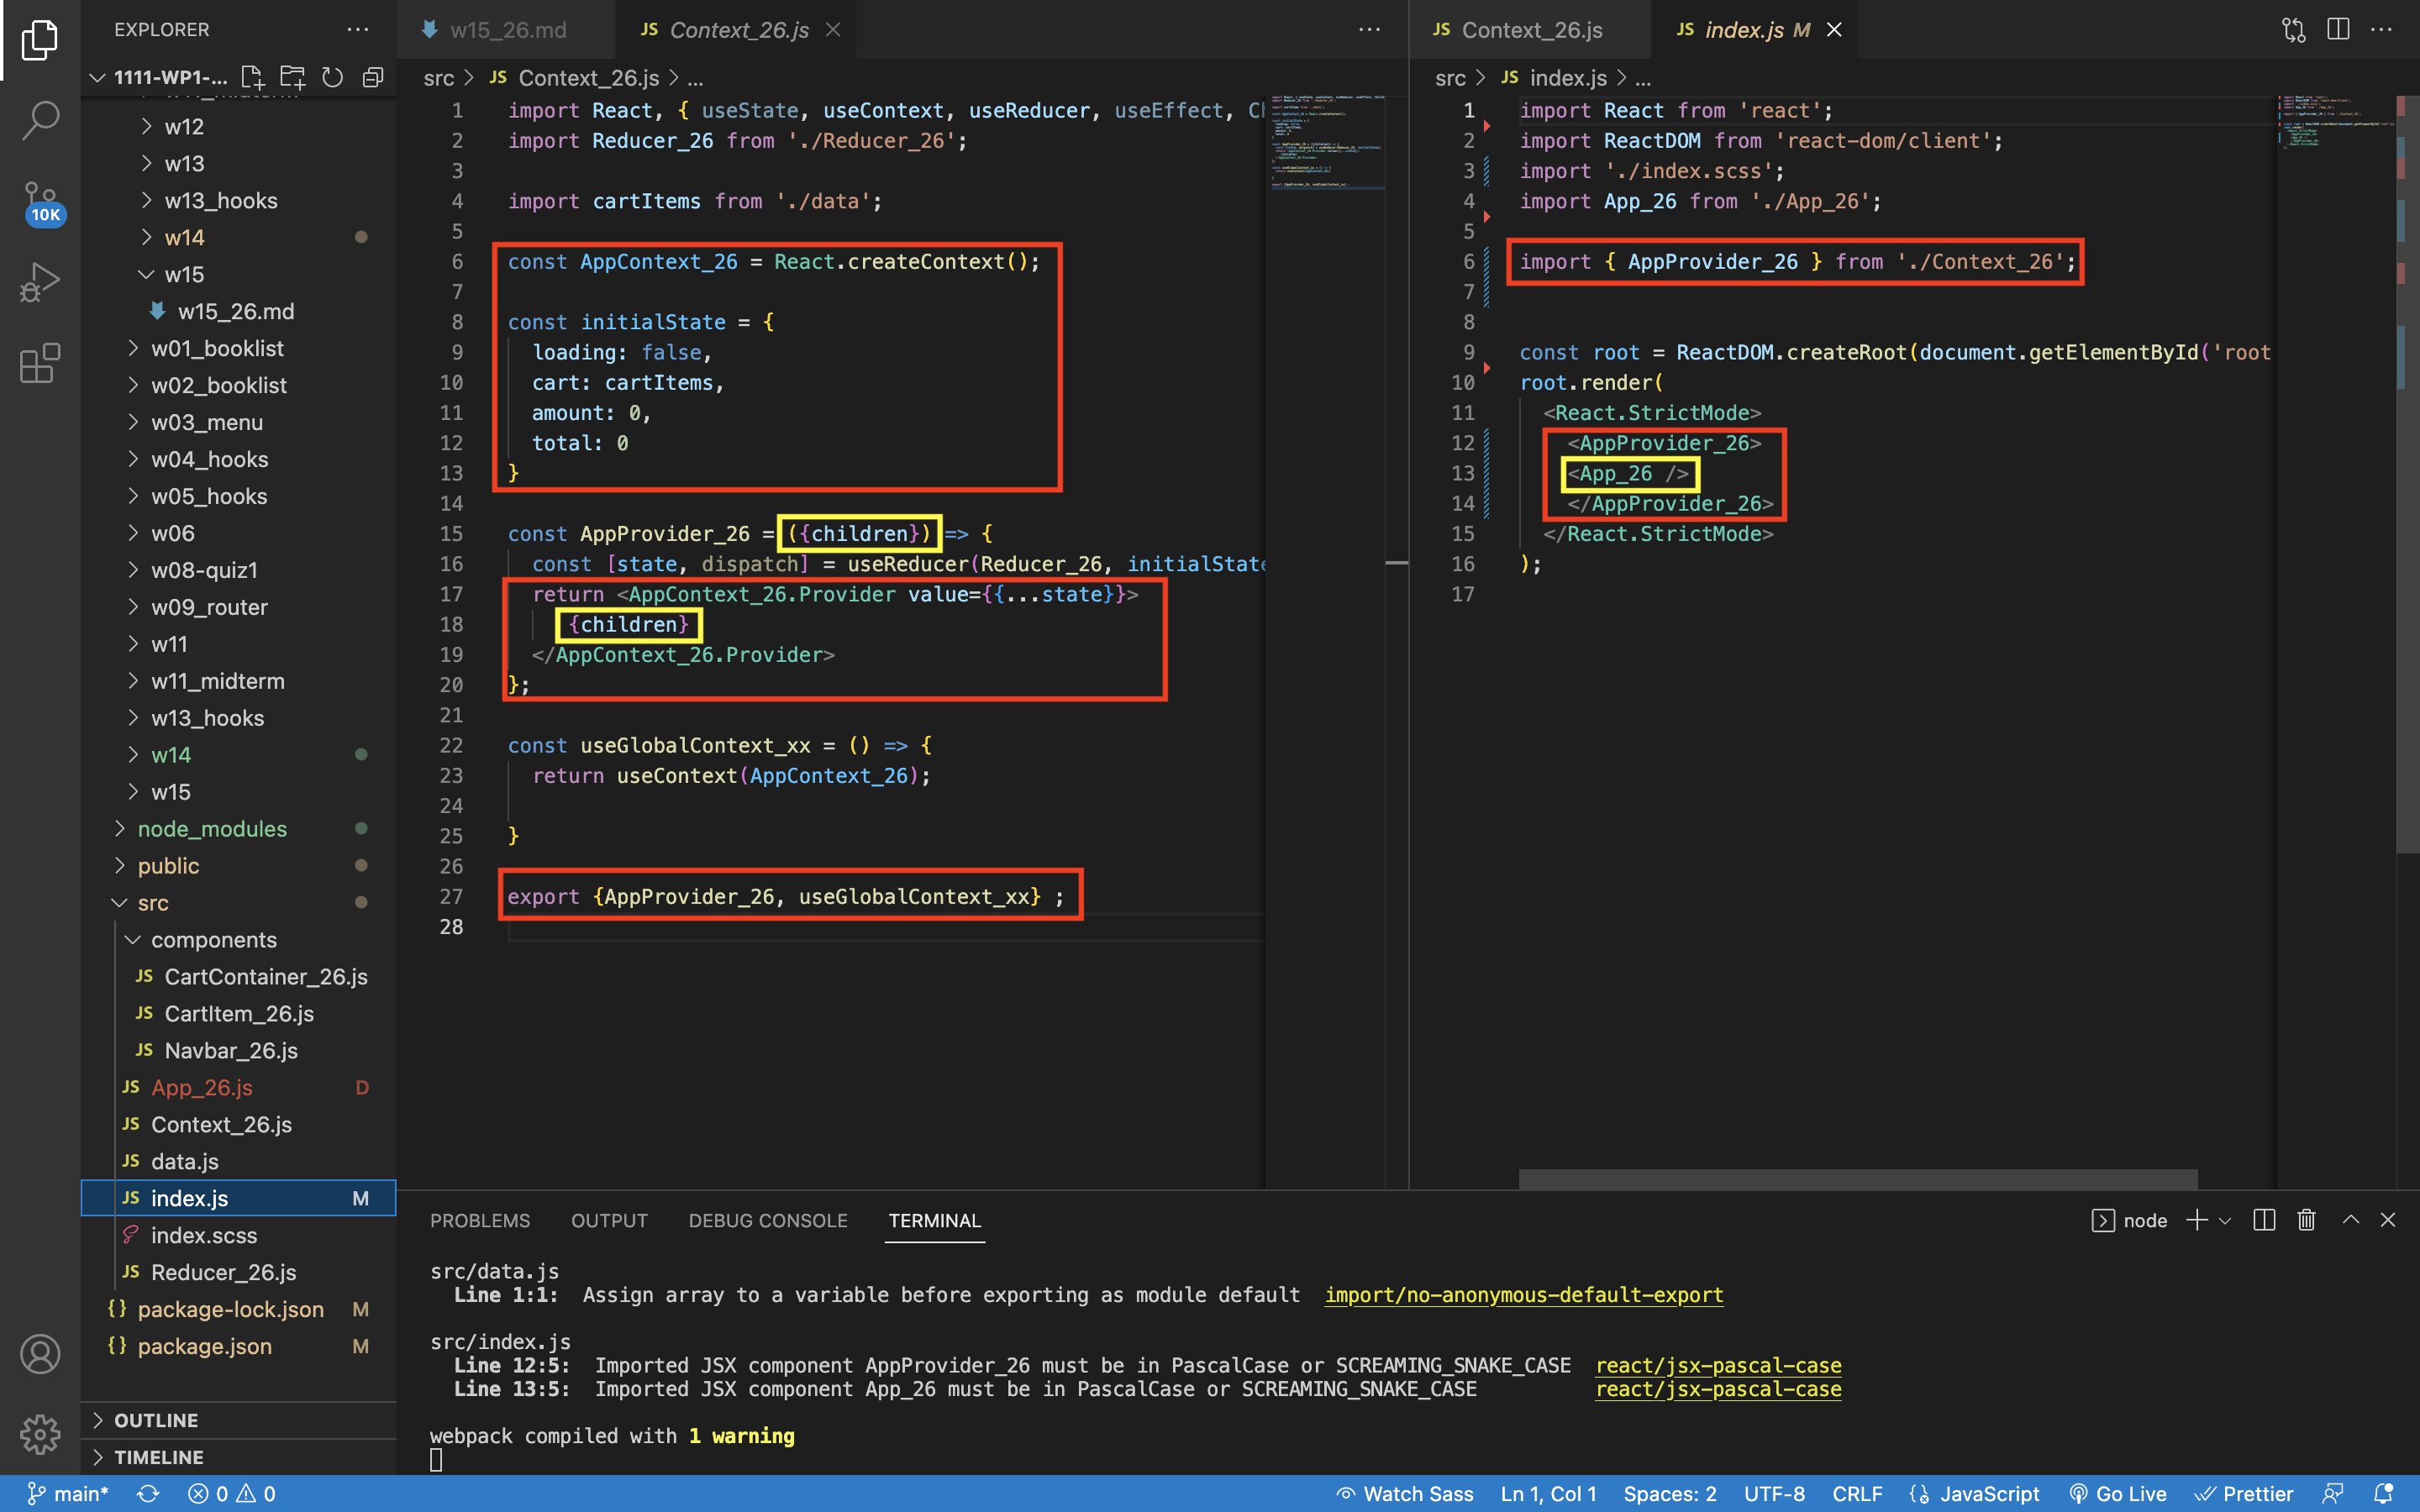 EXPLORER
1111-WP1-...
w12
w13
w13_hooks
w14
w15
w15_26.md
w01_booklist
w02_booklist
w03_menu
w04_hooks
w05_hooks
w06
w08-quiz1
w09_router
w11
w11_midterm
w13_hooks
w14
w15
node_modules
public
src
components
JS CartContainer_26.js
JS CartItem_26.js
JS Navbar_26.js
JS App_26.js D
JS Context_26.js
JS data.js
JS index.js M
index.scss
JS Reducer_26.js
{} package-lock.json M
{} package.json M
OUTLINE
TIMELINE
10K
w15_26.md
JS Context_26.js
src > JS Context_26.js > ...
1 import React, { useState, useContext, useReducer, useEffect,
2 import Reducer_26 from './Reducer_26';
3
4 import cartItems from './data';
5
6 const AppContext_26 = React.createContext();
7
8 const initialState = {
9 loading: false,
10 cart: cartItems,
11 amount: 0,
12 total: 0
13 }
14
15 const AppProvider_26 = ({children}) => {
16 const [state, dispatch] = useReducer(Reducer_26, initialState
17 return <AppContext_26.Provider value={{...state}}>
18 {children}
19 </AppContext_26.Provider>
20 };
21
22 const useGlobalContext_xx = () => {
23 return useContext(AppContext_26);
24
25 }
26
27 export {AppProvider_26, useGlobalContext_xx} ;
28
JS Context_26.js
JS index.js M
src > JS index.js > ...
1 import React from 'react';
2 import ReactDOM from 'react-dom/client';
3 import './index.scss';
4 import App_26 from './App_26';
5
6 import { AppProvider_26 } from './Context_26';
7
8
9 const root = ReactDOM.createRoot(document.getElementById('root
10 root.render(
11 <React.StrictMode>
12 <AppProvider_26>
13 <App_26 />
14 </AppProvider_26>
15 </React.StrictMode>
16 );
17
PROBLEMS OUTPUT DEBUG CONSOLE TERMINAL
node
src/data.js
Line 1:1: Assign array to a variable before exporting as module default import/no-anonymous-default-export
src/index.js
Line 12:5: Imported JSX component AppProvider_26 must be in PascalCase or SCREAMING_SNAKE_CASE react/jsx-pascal-case
Line 13:5: Imported JSX component App_26 must be in PascalCase or SCREAMING_SNAKE_CASE react/jsx-pascal-case
webpack compiled with 1 warning
main* 0 0 Watch Sass Ln 1, Col 1 Spaces: 2 UTF-8 CRLF JavaScript Go Live Prettier